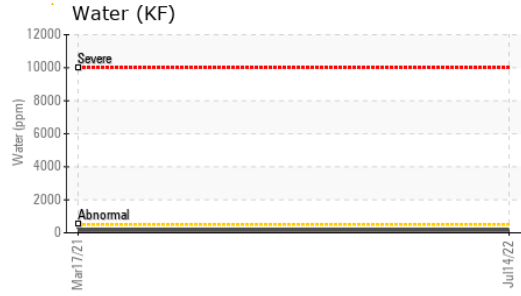 Water (KF)
12000
Severe
10000
8000
6000
4000
2000
Abnormal
0
Water (ppm)
Mar17/21
Jul14/22